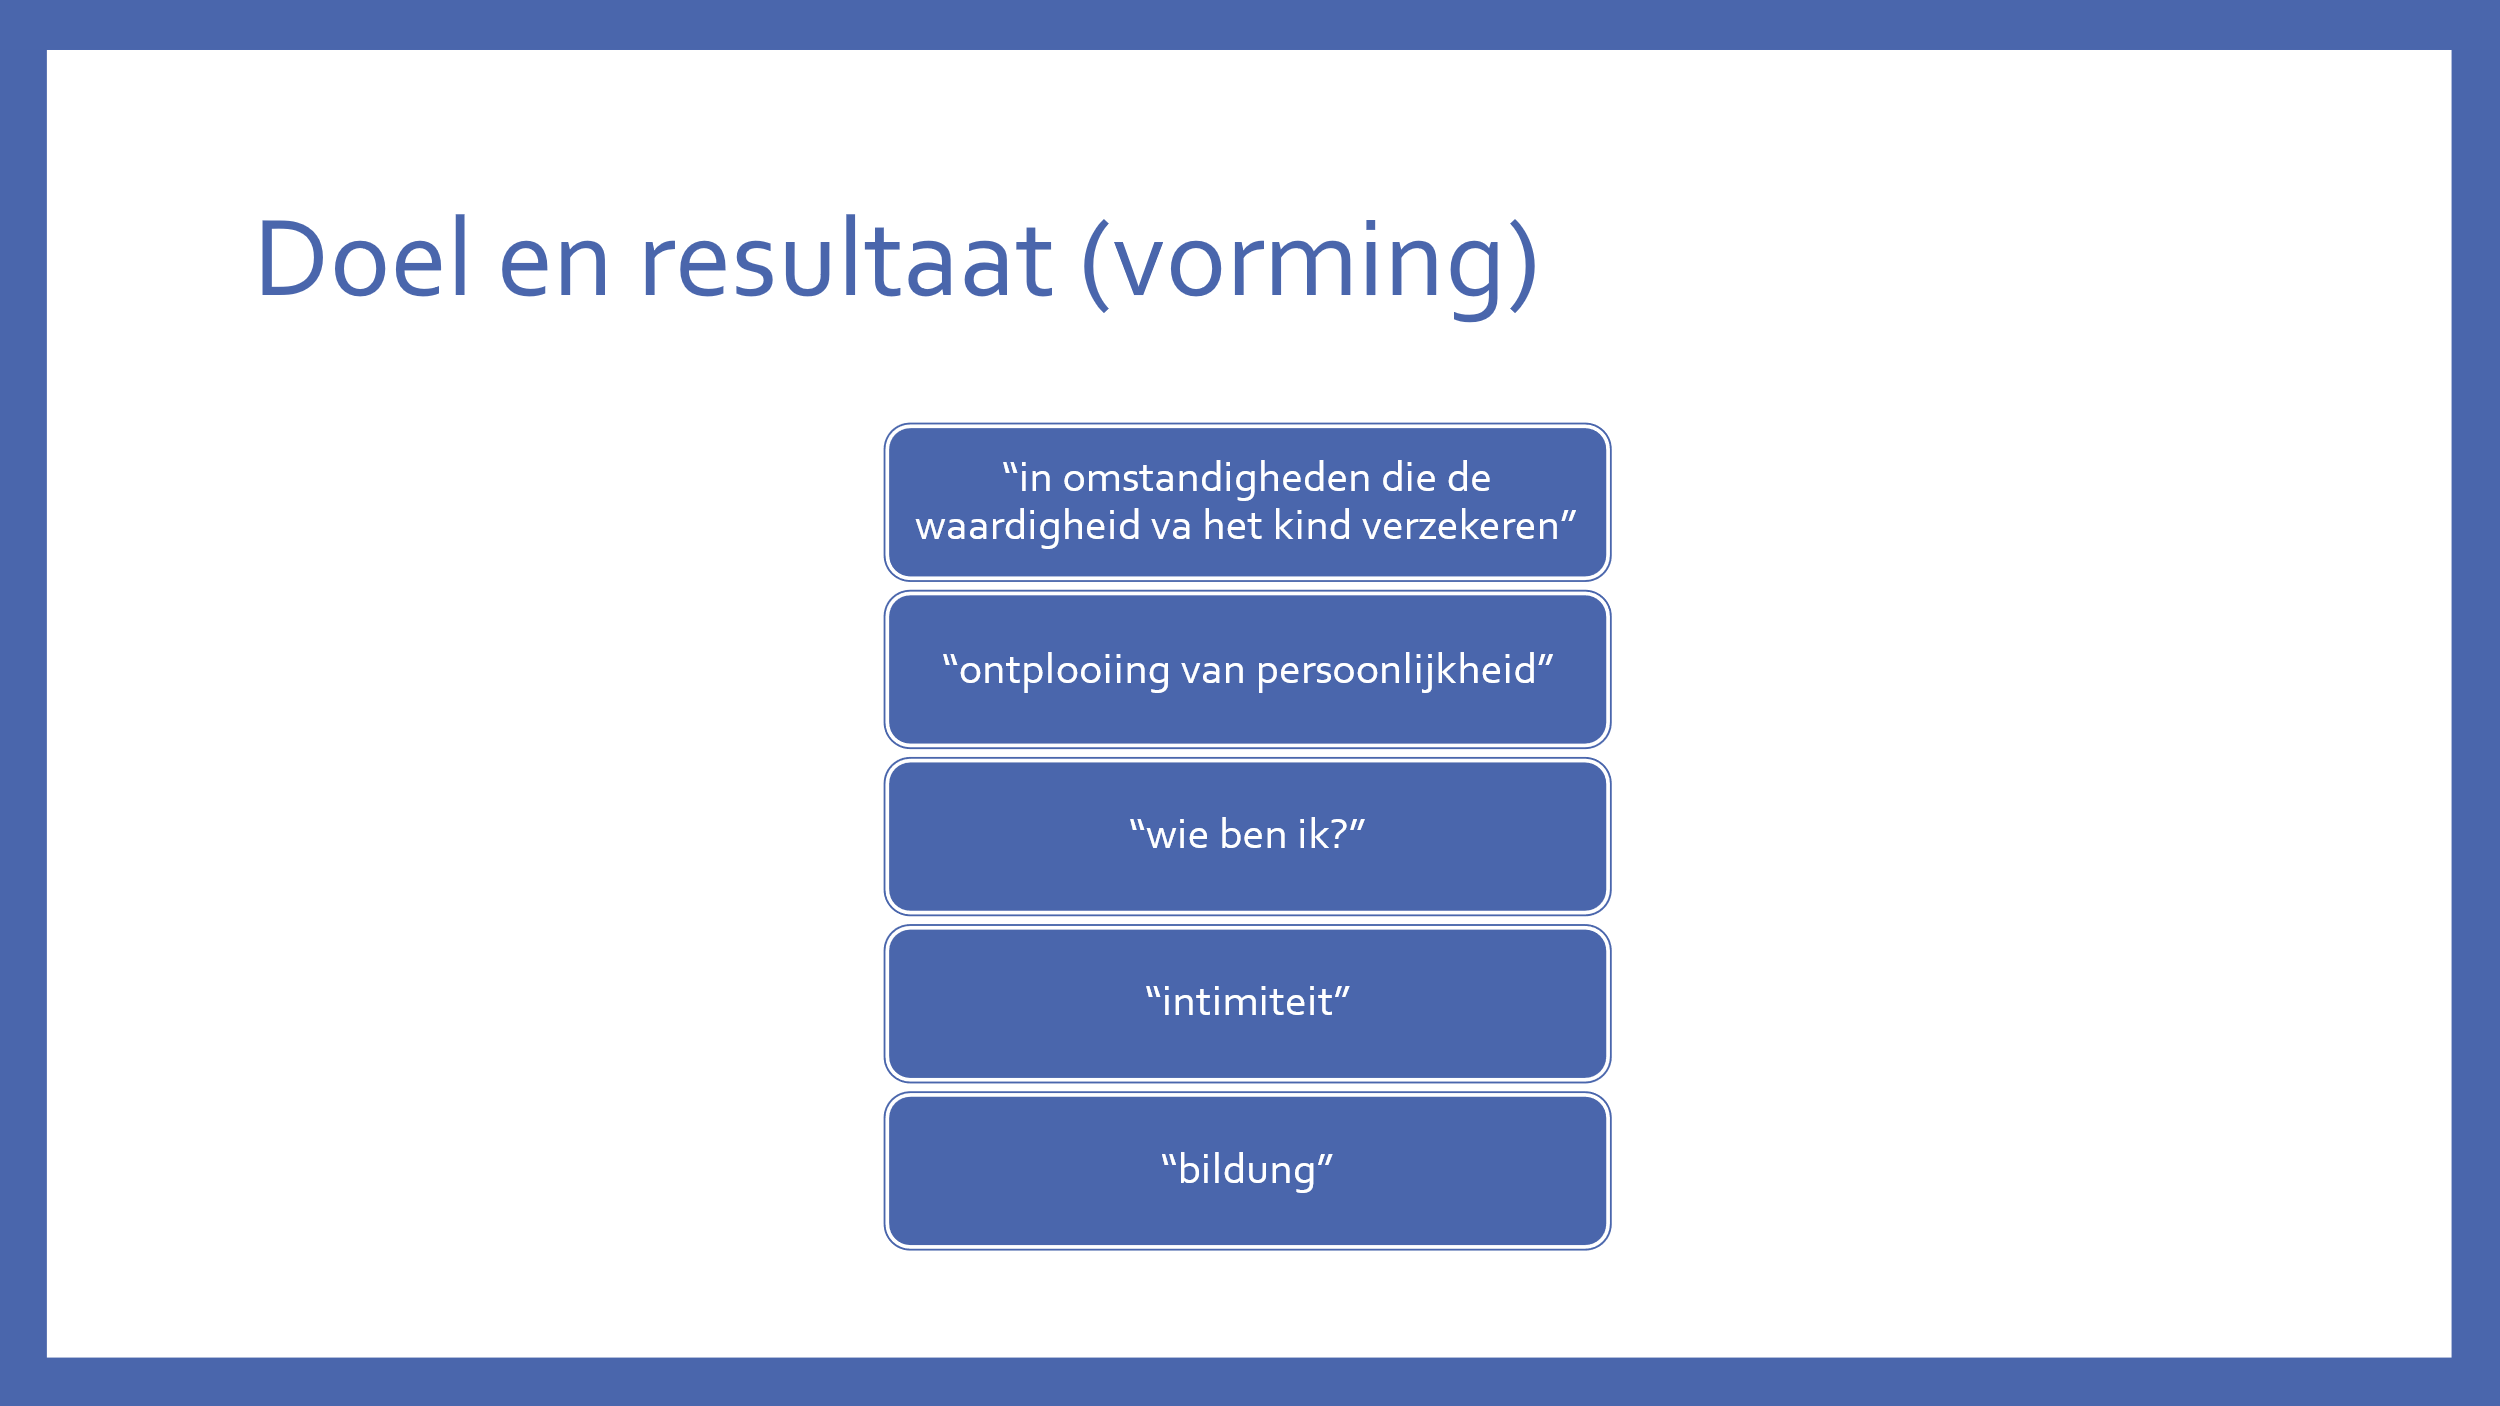 Doel en resultaat (vorming)
“in omstandigheden die de
waardigheid va het kind verzekeren”
“ontplooiing van persoonlijkheid”
“wie ben ik?”
“intimiteit”
“bildung”